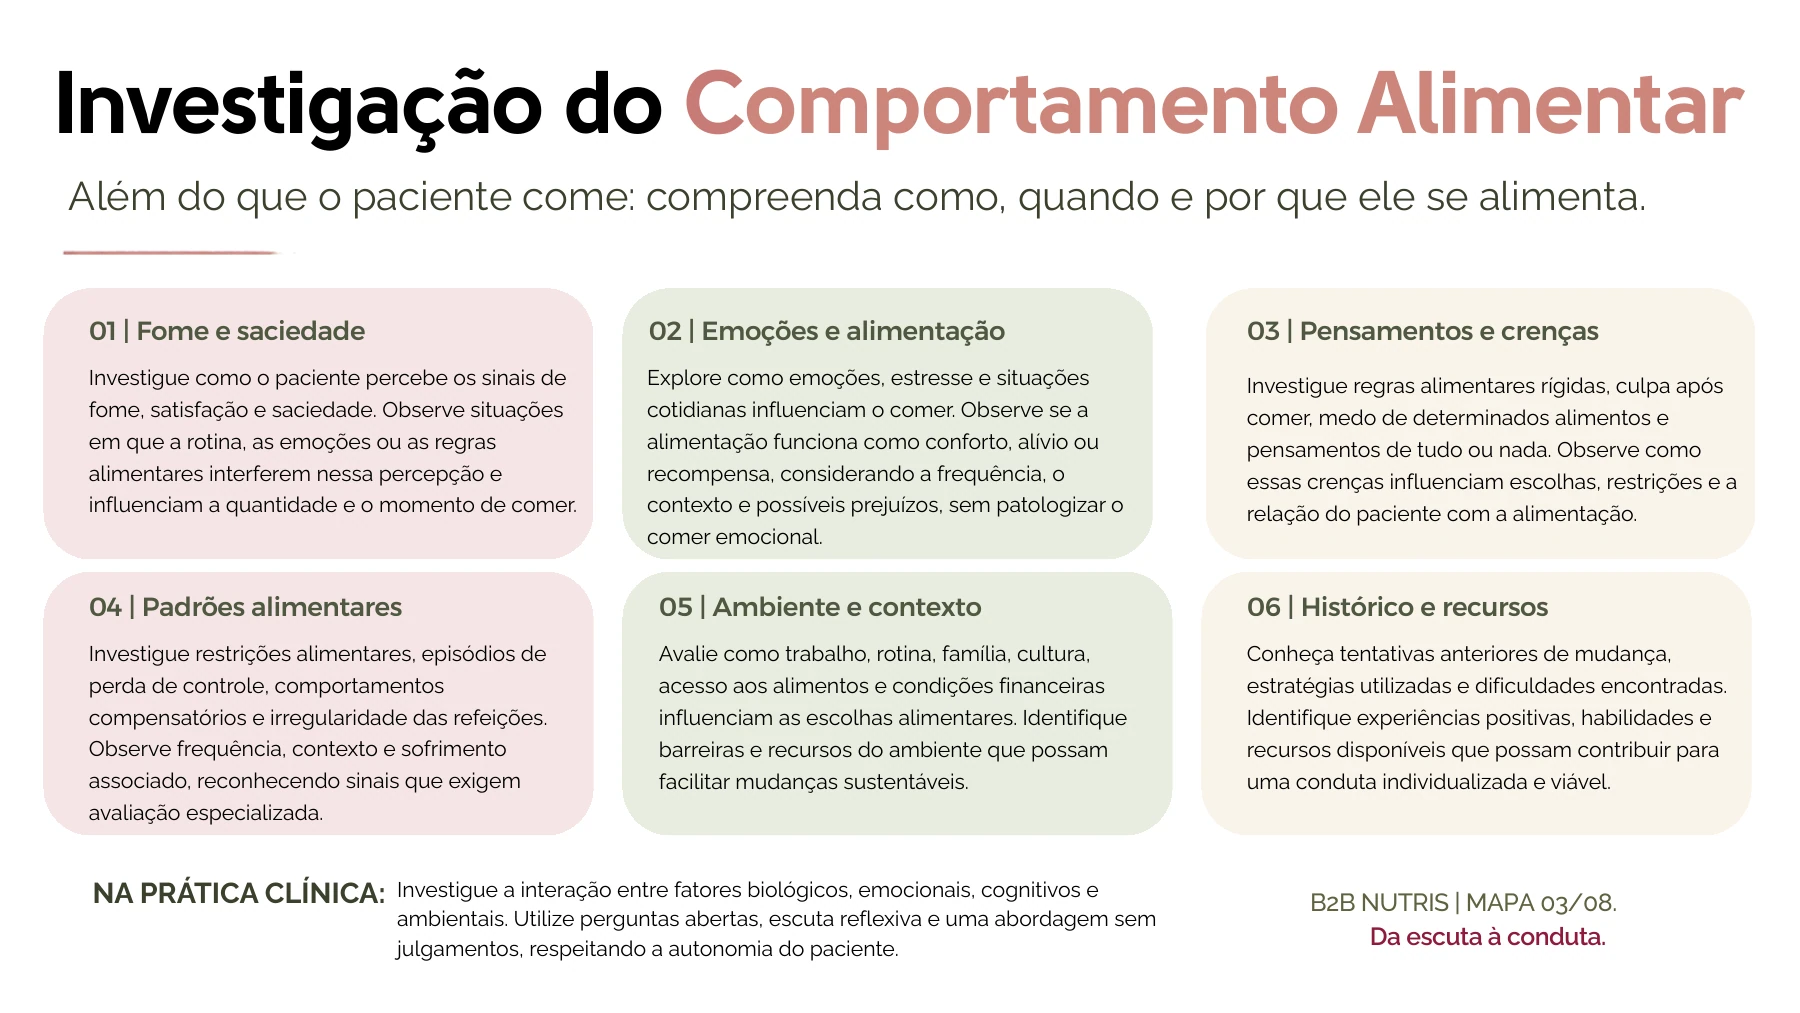 Investigação do Comportamento Alimentar
Além do que o paciente come: compreenda como, quando e por que ele se alimenta.
01 | Fome e saciedade
Investigue como o paciente percebe os sinais de
fome, satisfação e saciedade. Observe situações
em que a rotina, as emoções ou as regras
alimentares interferem nessa percepção e
influenciam a quantidade e o momento de comer.
02 | Emoções e alimentação
Explore como emoções, estresse e situações
cotidianas influenciam o comer. Observe se a
alimentação funciona como conforto, alívio ou
recompensa, considerando a frequência, o
contexto e possíveis prejuízos, sem patologizar o
comer emocional.
03 | Pensamentos e crenças
Investigue regras alimentares rígidas, culpa após
comer, medo de determinados alimentos e
pensamentos de tudo ou nada. Observe como
essas crenças influenciam escolhas, restrições e a
relação do paciente com a alimentação.
04 | Padrões alimentares
Investigue restrições alimentares, episódios de
perda de controle, comportamentos
compensatórios e irregularidade das refeições.
Observe frequência, contexto e sofrimento
associado, reconhecendo sinais que exigem
avaliação especializada.
05 | Ambiente e contexto
Avalie como trabalho, rotina, família, cultura,
acesso aos alimentos e condições financeiras
influenciam as escolhas alimentares. Identifique
barreiras e recursos do ambiente que possam
facilitar mudanças sustentáveis.
06 | Histórico e recursos
Conheça tentativas anteriores de mudança,
estratégias utilizadas e dificuldades encontradas.
Identifique experiências positivas, habilidades e
recursos disponíveis que possam contribuir para
uma conduta individualizada e viável.
NA PRÁTICA CLÍNICA: Investigue a interação entre fatores biológicos, emocionais, cognitivos e
ambientais. Utilize perguntas abertas, escuta reflexiva e uma abordagem sem
julgamentos, respeitando a autonomia do paciente.
B2B NUTRIS | MAPA 03/08.
Da escuta à conduta.